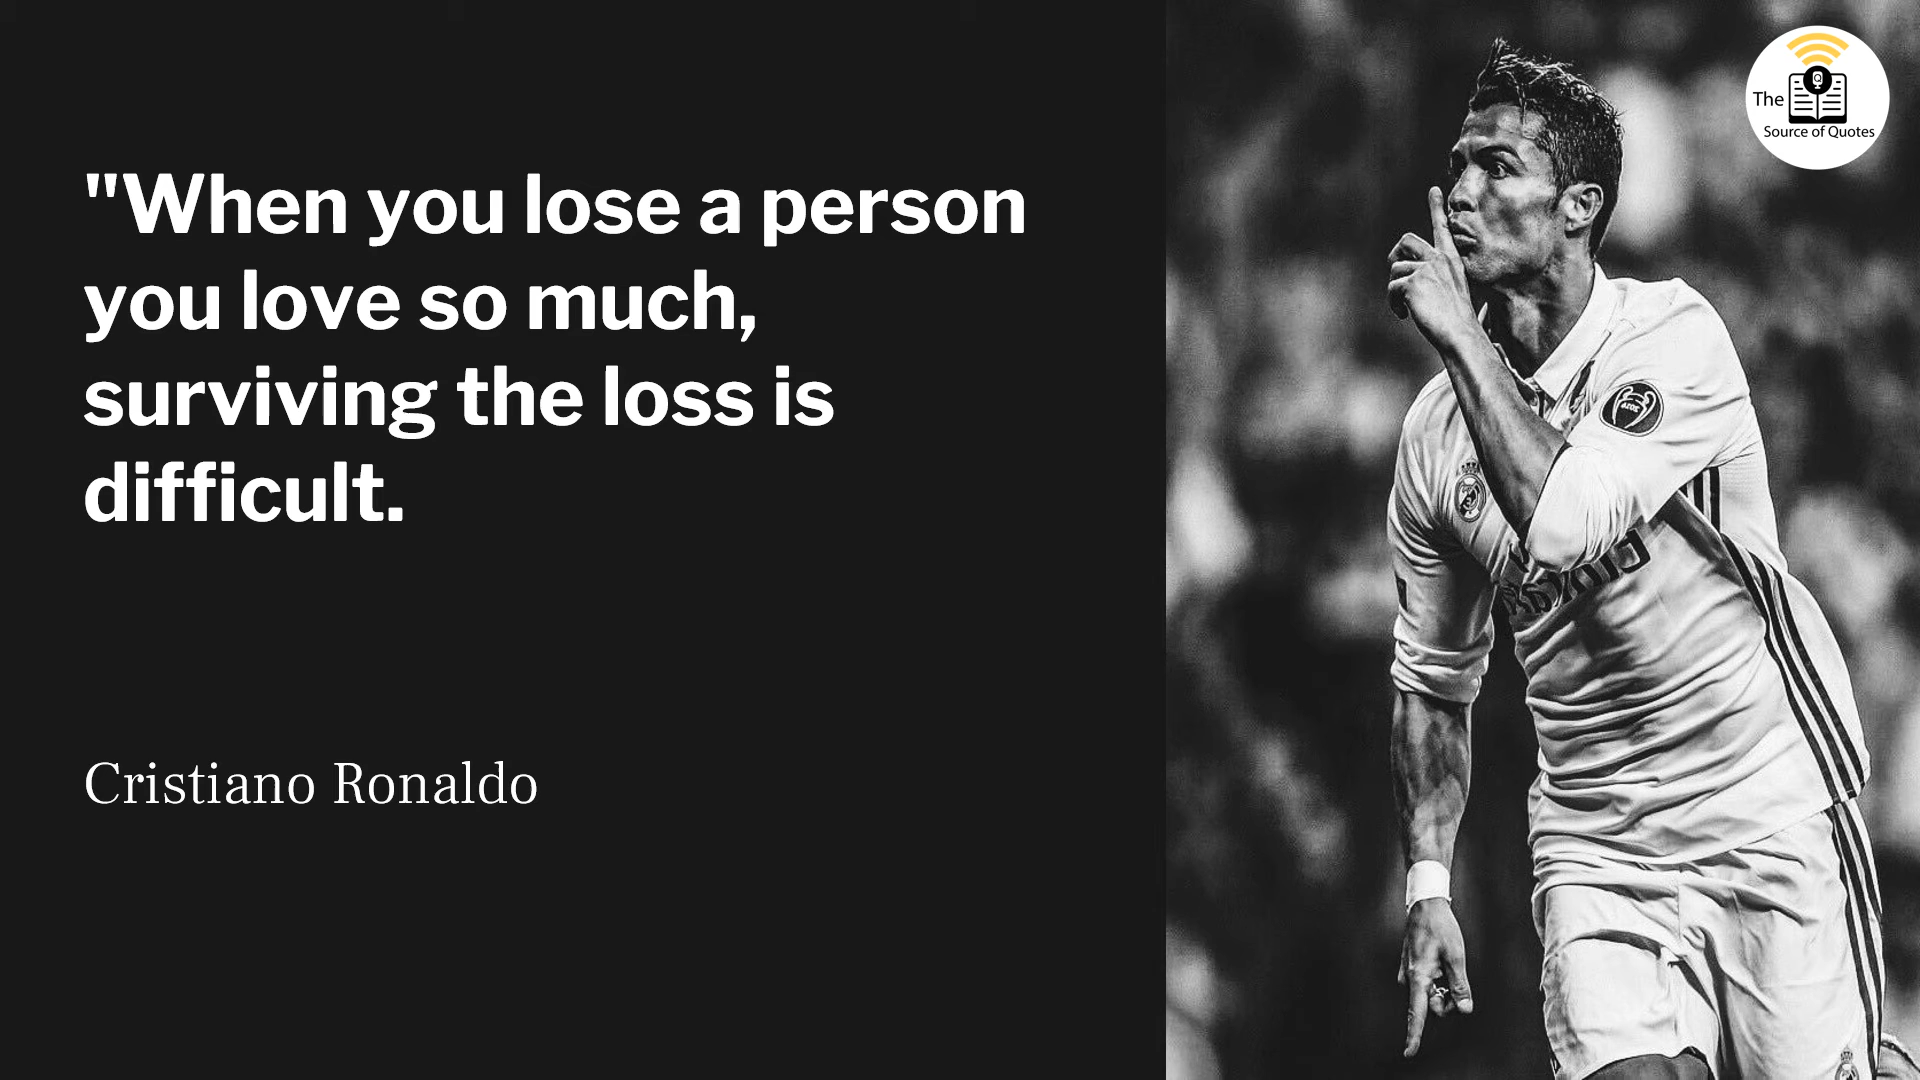 "When you lose a person
you love so much,
surviving the loss is
difficult.
Cristiano Ronaldo
The
Source of Quotes